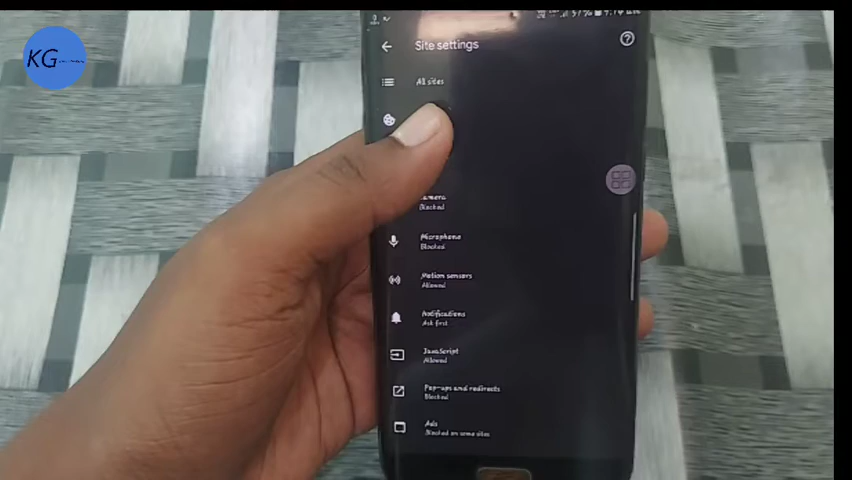 KG
Site settings
All sites
Camera
Blocked
Microphone
Blocked
Motion sensors
Allowed
Notifications
Ask first
JavaScript
Allowed
Pop-ups and redirects
Blocked
Ads
Blocked on some sites